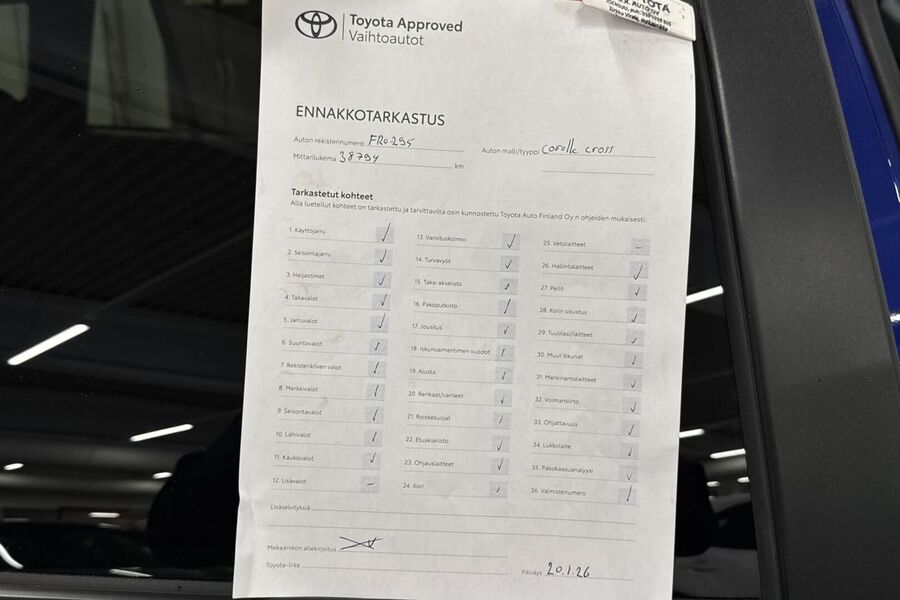 Toyota Approved
Vaihtoautot
ENNAKKOTARKASTUS
Auton rekisterinumero FRO-295
Auton malli/tyyppi Corolla cross
Mittarilukema 38794 km
Tarkastetut kohteet
Alla luetellut kohteet on tarkastettu ja tarvittavilta osin kunnostettu Toyota Auto Finland Oy:n ohjeiden mukaisesti.
1. Käyttöjarru
2. Seisontajarru
3. Heijastimet
4. Takavalot
5. Jarruvalot
6. Suuntavalot
7. Rekisterikilven valot
8. Merkkivalot
9. Seisontavalot
10. Lähivalot
11. Kaukovalot
12. Lisävalot
13. Varoituskolmio
14. Turvavyöt
15. Taka-akselisto
16. Pakoputkisto
17. Jousitus
18. Iskunvaimentimen vuodot
19. Alusta
20. Renkaat/vanteet
21. Roiskesuojat
22. Etuakselisto
23. Ohjauslaitteet
24. Kori
25. Vetolaitteet
26. Hallintalaitteet
27. Peilit
28. Korin sisustus
29. Tuulilasi/laitteet
30. Muut ikkunat
31. Merkinantolaitteet
32. Voimansiirto
33. Ohjattavuus
34. Lukkolaite
35. Pakokaasuanalyysi
36. Valmistenumero
Lisäselvityksiä
Mekaanikon allekirjoitus
Toyota-liike
Päiväys 20.1.26